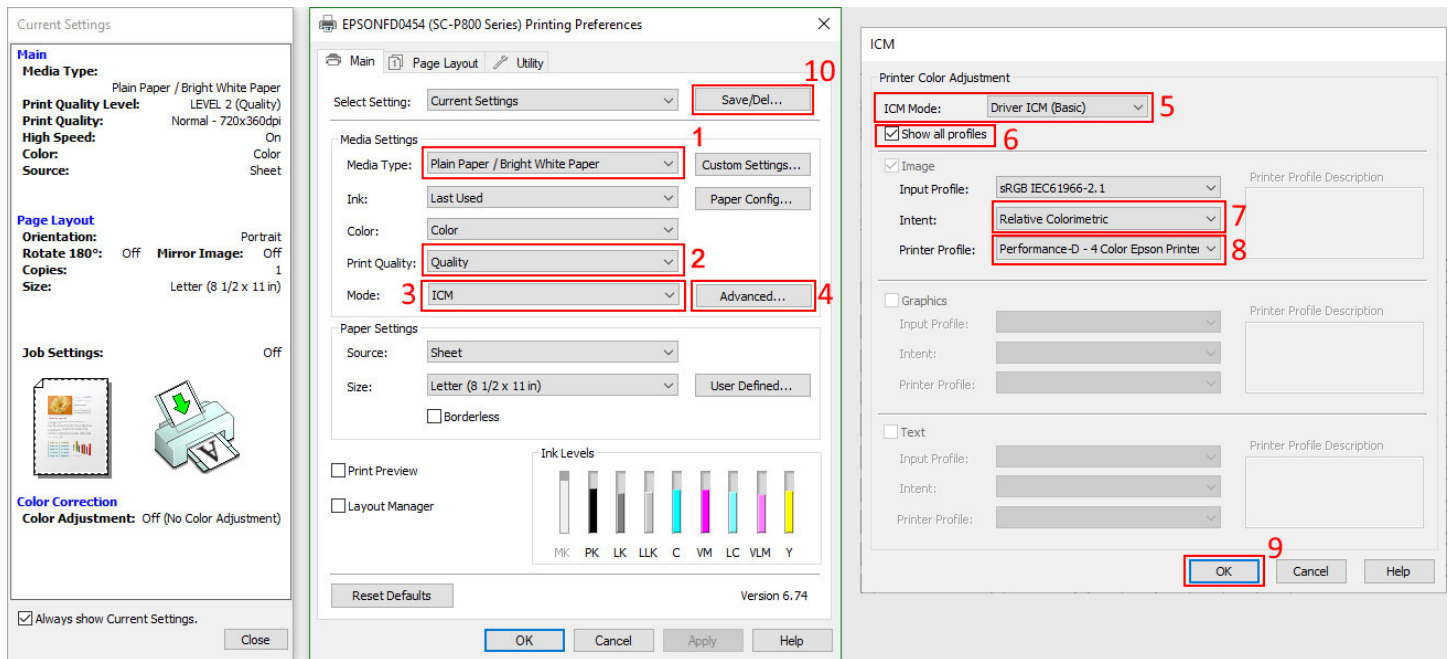 Current Settings
Main
Media Type:
Plain Paper / Bright White Paper
Print Quality Level: LEVEL 2 (Quality)
Print Quality: Normal - 720x360dpi
High Speed: On
Color: Color
Source: Sheet
Page Layout
Orientation: Portrait
Rotate 180°: Off Mirror Image: Off
Copies: 1
Size: Letter (8 1/2 x 11 in)
Job Settings: Off
A
Color Correction
Color Adjustment: Off (No Color Adjustment)
Always show Current Settings.
Close
EPSONFD0454 (SC-P800 Series) Printing Preferences
Main 1 Page Layout Utility
10
Select Setting: Current Settings Save/Del...
Media Settings 1
Media Type: Plain Paper / Bright White Paper Custom Settings...
Ink: Last Used Paper Config...
Color: Color
Print Quality: Quality 2
Mode: 3 ICM Advanced... 4
Paper Settings
Source: Sheet
Size: Letter (8 1/2 x 11 in) User Defined...
Borderless
Print Preview
Layout Manager
Ink Levels
MK PK LK LLK C VM LC VLM Y
Reset Defaults Version 6.74
OK Cancel Apply Help
ICM
Printer Color Adjustment
ICM Mode: Driver ICM (Basic) 5
Show all profiles 6
Image Printer Profile Description
Input Profile: sRGB IEC61966-2.1
Intent: Relative Colorimetric 7
Printer Profile: Performance-D - 4 Color Epson Printer 8
Graphics Printer Profile Description
Input Profile:
Intent:
Printer Profile:
Text Printer Profile Description
Input Profile:
Intent:
Printer Profile:
9
OK Cancel Help